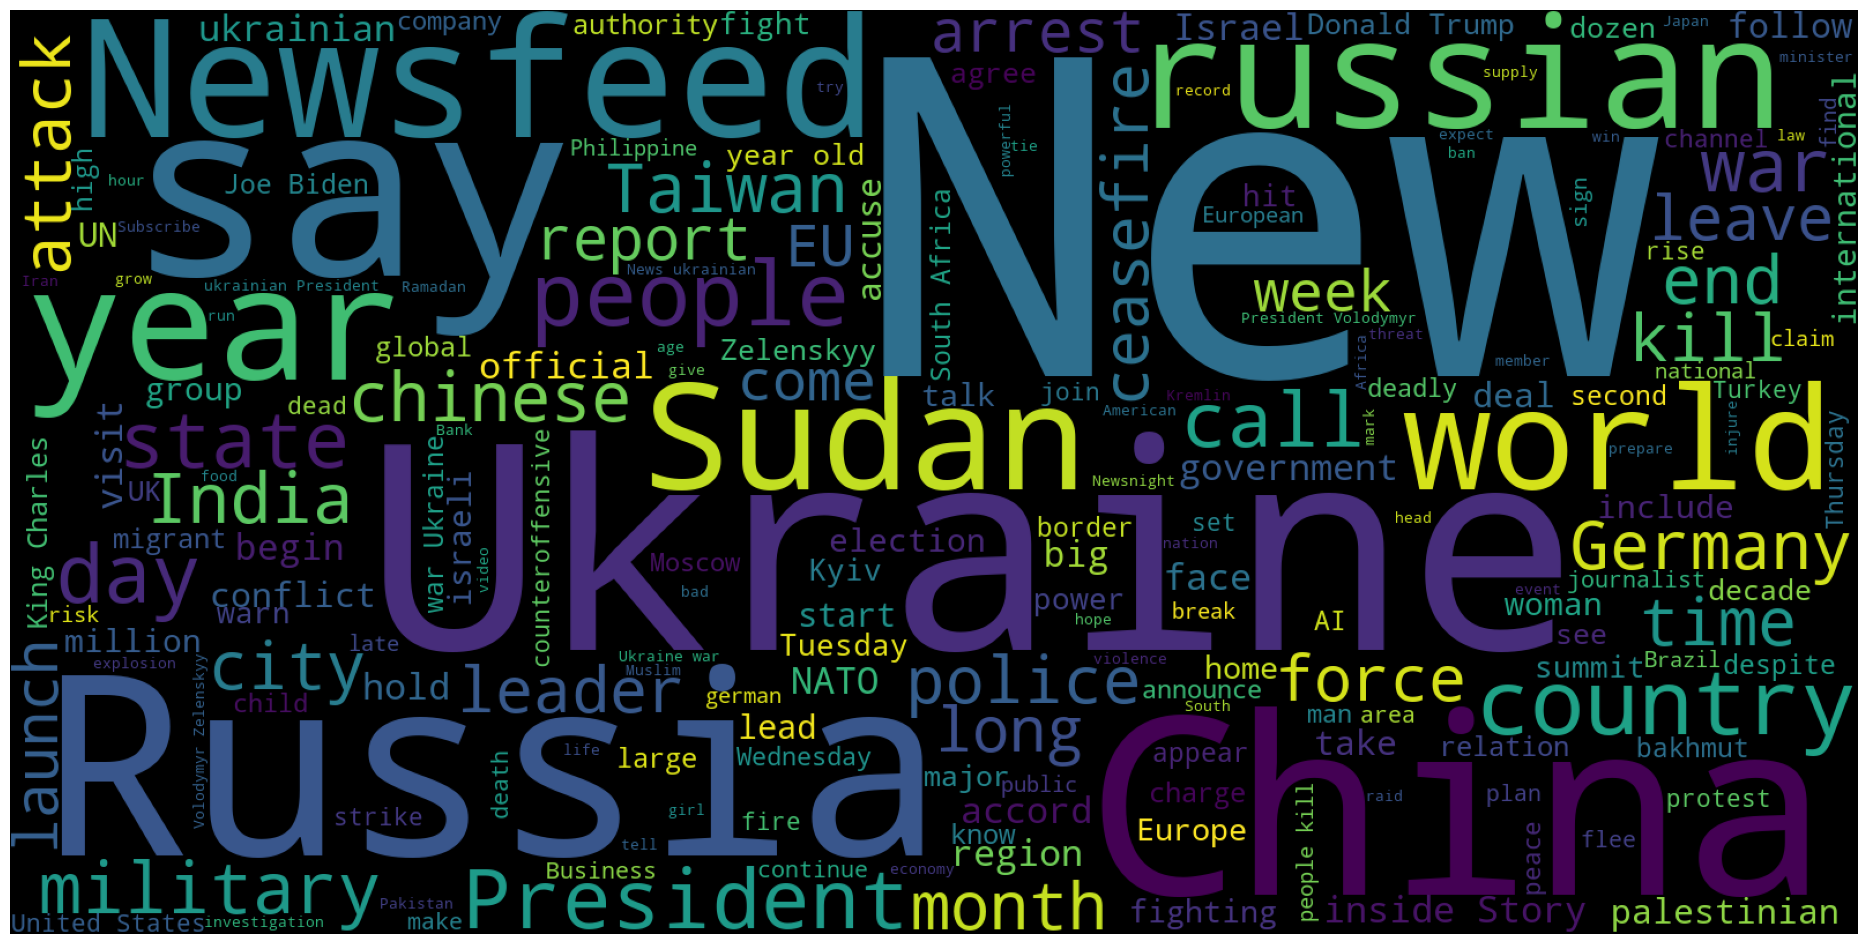 ukrainian company authority fight arrest Israel Donald Trump dozen Japan follow
Newsfeed New russian minister
attack try agree record supply
say powerful tie ceasefire expect win channel law find international
high hour Joe Biden Philippine year old ban war
Taiwan accuse South Africa hit European sign leave
UN Subscribe report EU
Iran grow ukrainian President Ramadan News ukrainian people week rise end
year run President Volodymyr threat kill claim
global official age give Zelenskyy come Africa member national
group dead chinese talk join American Kremlin deadly deal second Turkey
visit state Bank Sudan call mark world injure Thursday
King Charles food war Ukraine counteroffensive government prepare
UK India israeli Newsnight include
migrant begin Ukraine election border set head Germany
day conflict video Moscow Kyiv big nation face event journalist decade
risk warn bad start power hope break AI woman see time
million late Tuesday
launch explosion city Ukraine war Muslim NATO violence home force summit Brazil despite
child Volodymyr Zelenskyy hold leader german police announce South country
Russia death life large lead Wednesday long China man area take relation bakhmut
strike girl fire major public appear charge raid plan protest
tell accord know Europe people kill peace flee
military Business continue economy region
Pakistan President month fighting inside Story palestinian
United States investigation make